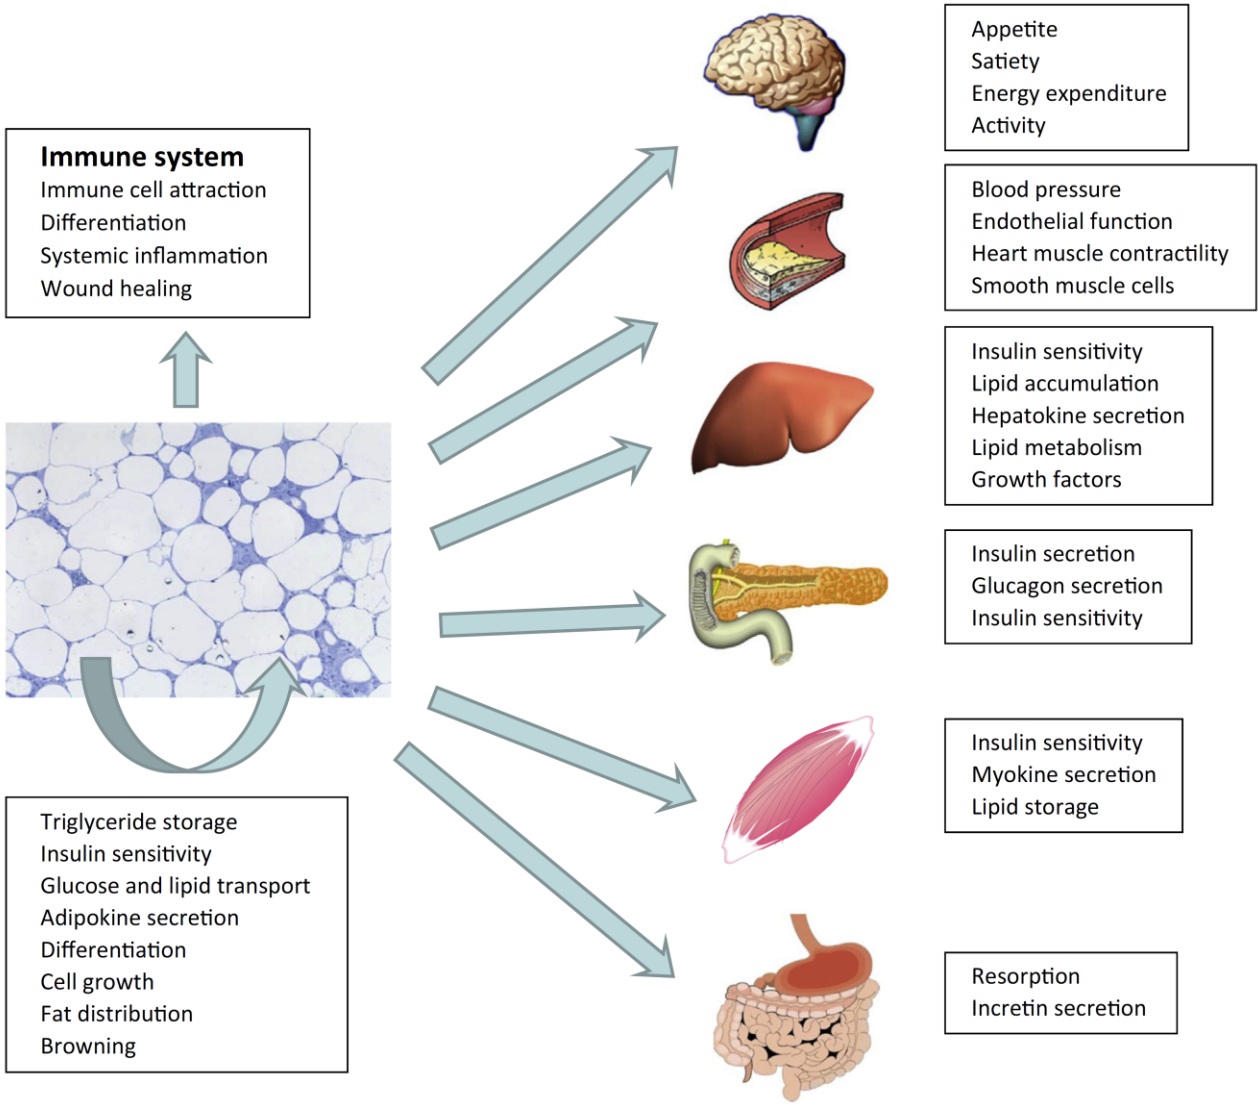 Immune system
Immune cell attraction
Differentiation
Systemic inflammation
Wound healing
Triglyceride storage
Insulin sensitivity
Glucose and lipid transport
Adipokine secretion
Differentiation
Cell growth
Fat distribution
Browning
Appetite
Satiety
Energy expenditure
Activity
Blood pressure
Endothelial function
Heart muscle contractility
Smooth muscle cells
Insulin sensitivity
Lipid accumulation
Hepatokine secretion
Lipid metabolism
Growth factors
Insulin secretion
Glucagon secretion
Insulin sensitivity
Insulin sensitivity
Myokine secretion
Lipid storage
Resorption
Incretin secretion